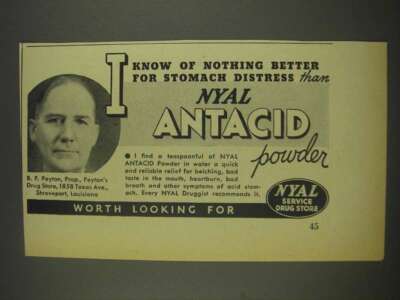 I KNOW OF NOTHING BETTER
FOR STOMACH DISTRESS than
NYAL
ANTACID
powder
● I find a teaspoonful of NYAL
ANTACID Powder in water a quick
and reliable relief for belching, bad
taste in the mouth, heartburn, bad
breath and other symptoms of acid stom-
ach. Every NYAL Druggist recommends it.
B. F. Peyton, Prop., Peyton's
Drug Store, 1858 Texas Ave.,
Shreveport, Louisiana
NYAL
SERVICE
DRUG STORE
WORTH LOOKING FOR
45